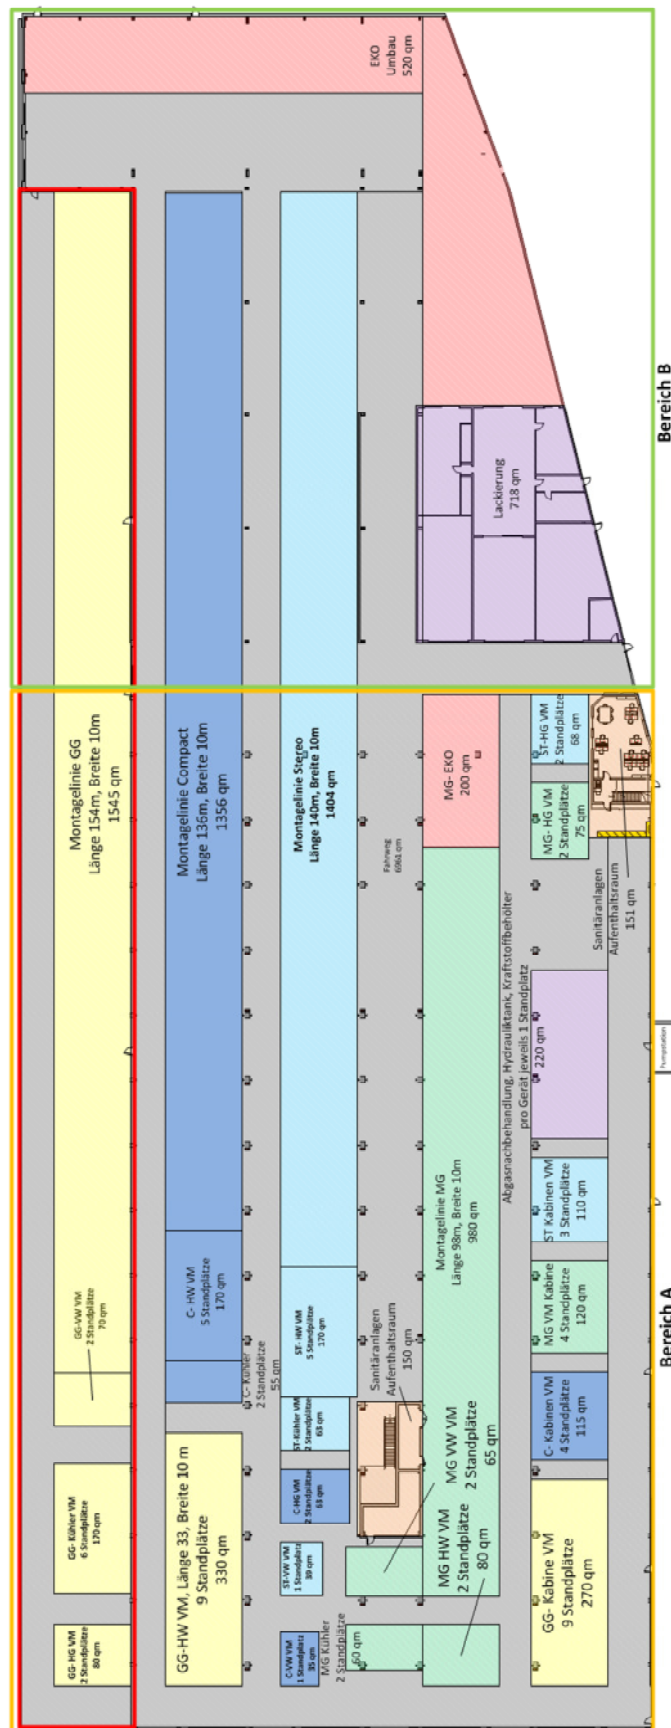 EKO
Umbau
520 qm
Bereich B
Lackierung
718 qm
Montagelinie GG
Länge 154m, Breite 10m
1545 qm
Montagelinie Compact
Länge 136m, Breite 10m
1356 qm
Montagelinie Stereo
Länge 140m, Breite 10m
1404 qm
Fahrweg
6961 qm
MG- EKO
200 qm
ST-HG VM
2 Standplätze
68 qm
MG- HG VM
2 Standplätze
75 qm
Sanitäranlagen
Aufenthaltsraum
151 qm
Abgasnachbehandlung, Hydrauliktank, Kraftstoffbehälter
pro Gerät jeweils 1 Standplatz
220 qm
Pumpstation
Montagelinie MG
Länge 98m, Breite 10m
980 qm
ST Kabinen VM
3 Standplätze
110 qm
MG VM Kabine
4 Standplätze
120 qm
C- Kabinen VM
4 Standplätze
115 qm
GG- Kabine VM
9 Standplätze
270 qm
Bereich A
GG-VW VM
2 Standplätze
70 qm
C- HW VM
5 Standplätze
170 qm
C- Kühler
2 Standplätze
55 qm
ST- HW VM
5 Standplätze
170 qm
Sanitäranlagen
Aufenthaltsraum
150 qm
ST-Kühler VM
2 Standplätze
63 qm
C-HG VM
2 Standplätze
GG- Kühler VM
6 Standplätze
170qm
GG-HW VM, Länge 33, Breite 10 m
9 Standplätze
330 qm
ST-VW VM
1 Standplatz
39 qm
MG VW VM
2 Standplätze
65 qm
MG HW VM
2 Standplätze
80 qm
GG- HG VM
2 Standplätze
80 qm
C-VW VM
1 Standplatz
35 qm
MG Kühler
2 Standplätze
60 qm